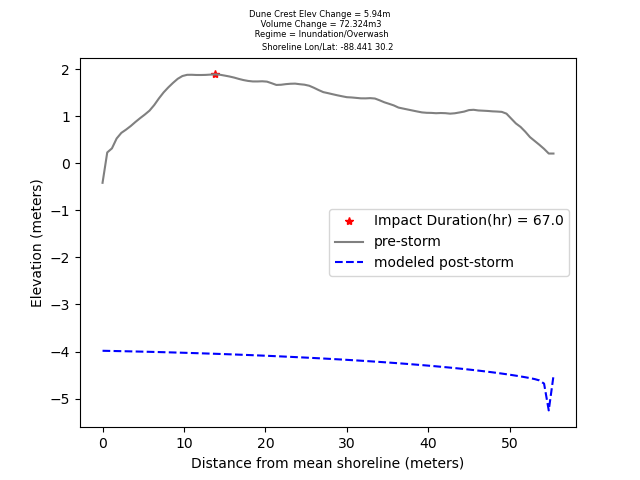 Dune Crest Elev Change = 5.94m
Volume Change = 72.324m3
Regime = Inundation/Overwash
Shoreline Lon/Lat: -88.441 30.2
2
1
0
−1
−2
−3
−4
−5
Elevation (meters)
Impact Duration(hr) = 67.0
pre-storm
modeled post-storm
0 10 20 30 40 50
Distance from mean shoreline (meters)